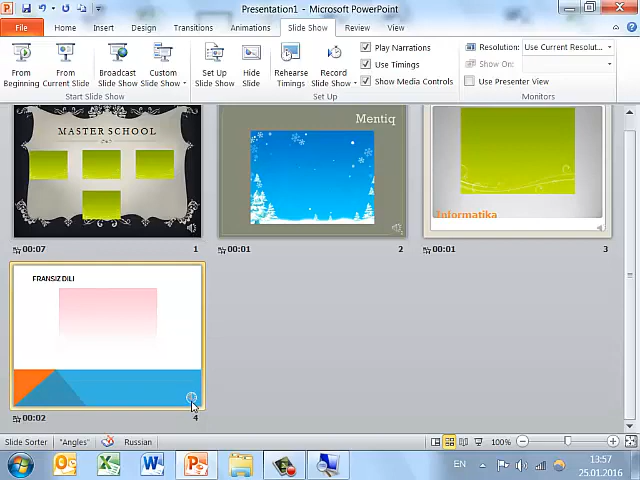 Presentation1 - Microsoft PowerPoint
File Home Insert Design Transitions Animations Slide Show Review View
From Beginning
From Current Slide
Broadcast Slide Show
Custom Slide Show
Set Up Slide Show
Hide Slide
Rehearse Timings
Record Slide Show
Play Narrations
Use Timings
Show Media Controls
Resolution: Use Current Resolut...
Show On:
Use Presenter View
Start Slide Show Set Up Monitors
MASTER SCHOOL
Mentiq
Informatika
00:07 1
00:01 2
00:01 3
FRANSIZ DILI
00:02 4
Slide Sorter "Angles" Russian 100%
EN 13:57
25.01.2016